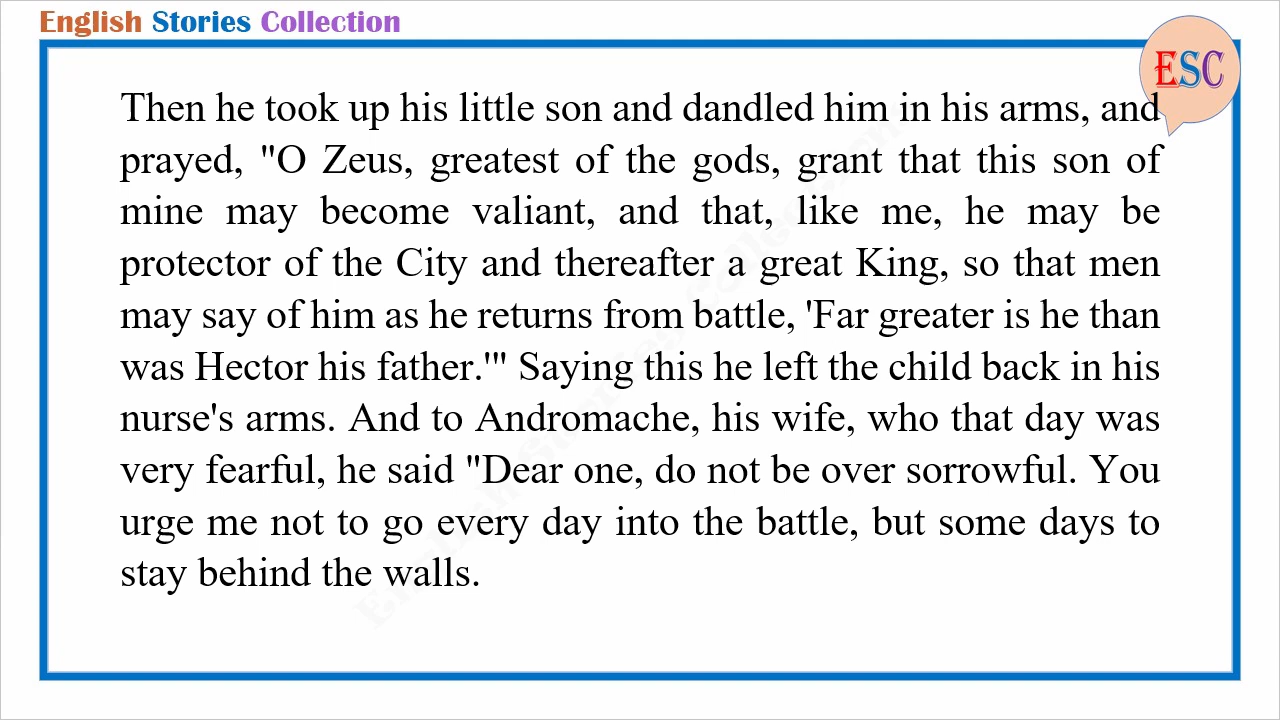 English Stories Collection
ESC
Then he took up his little son and dandled him in his arms, and
prayed, "O Zeus, greatest of the gods, grant that this son of
mine may become valiant, and that, like me, he may be
protector of the City and thereafter a great King, so that men
may say of him as he returns from battle, 'Far greater is he than
was Hector his father.'" Saying this he left the child back in his
nurse's arms. And to Andromache, his wife, who that day was
very fearful, he said "Dear one, do not be over sorrowful. You
urge me not to go every day into the battle, but some days to
stay behind the walls.